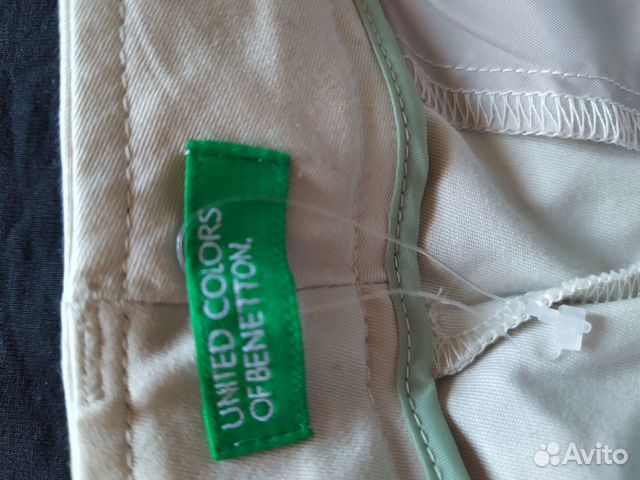 UNITED COLORS
OF BENETTON.
Avito